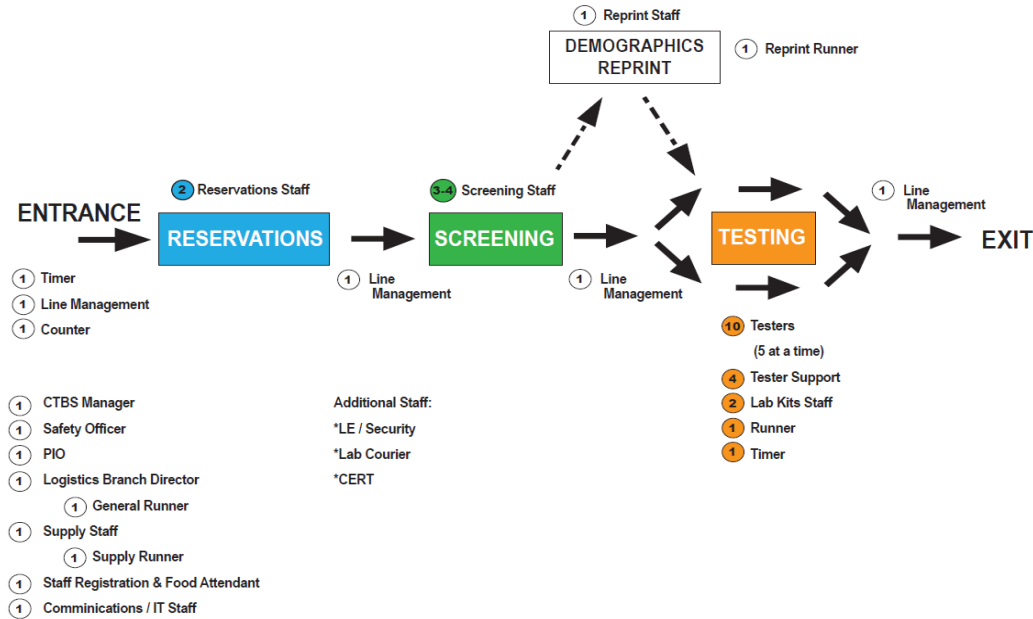 1 Reprint Staff
DEMOGRAPHICS
REPRINT
1 Reprint Runner
2 Reservations Staff
3-4 Screening Staff
1 Line
Management
ENTRANCE
RESERVATIONS
SCREENING
TESTING
EXIT
1 Timer
1 Line Management
1 Counter
1 Line
Management
1 Line
Management
10 Testers
(5 at a time)
4 Tester Support
2 Lab Kits Staff
1 Runner
1 Timer
1 CTBS Manager
1 Safety Officer
1 PIO
1 Logistics Branch Director
1 General Runner
1 Supply Staff
1 Supply Runner
1 Staff Registration & Food Attendant
1 Comminications / IT Staff
Additional Staff:
*LE / Security
*Lab Courier
*CERT